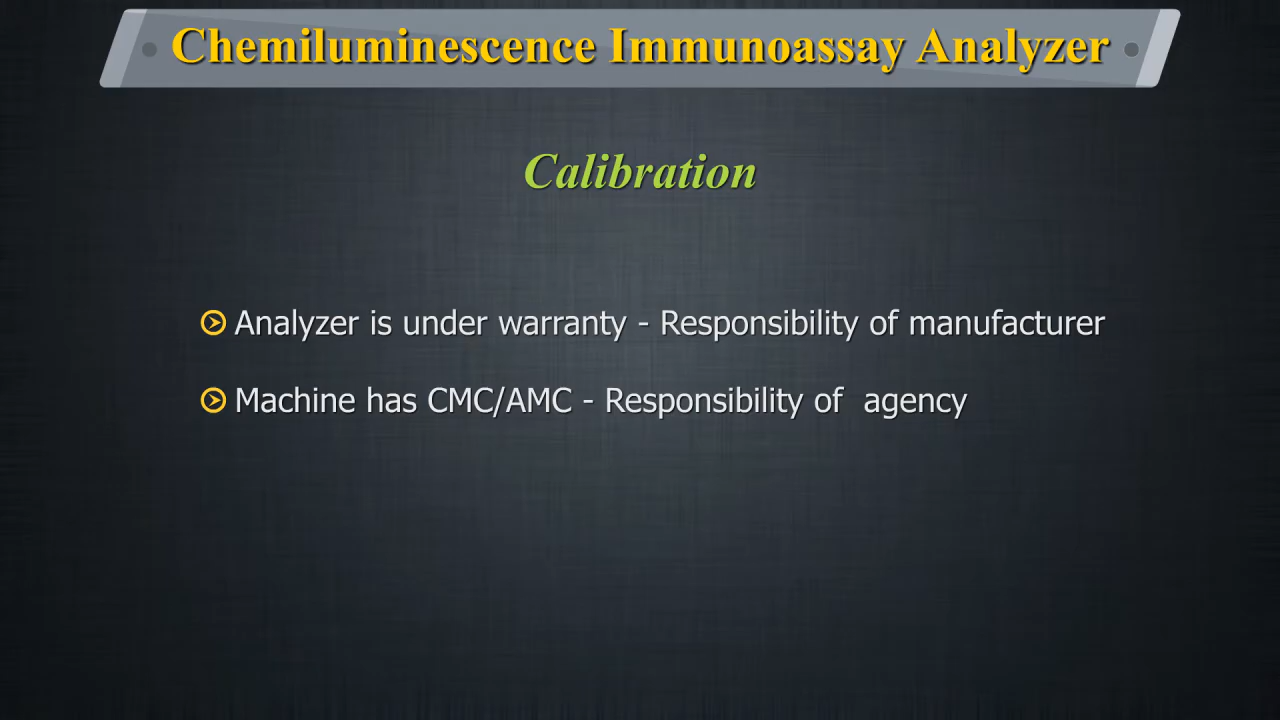 Chemiluminescence Immunoassay Analyzer
Calibration
Analyzer is under warranty - Responsibility of manufacturer
Machine has CMC/AMC - Responsibility of  agency